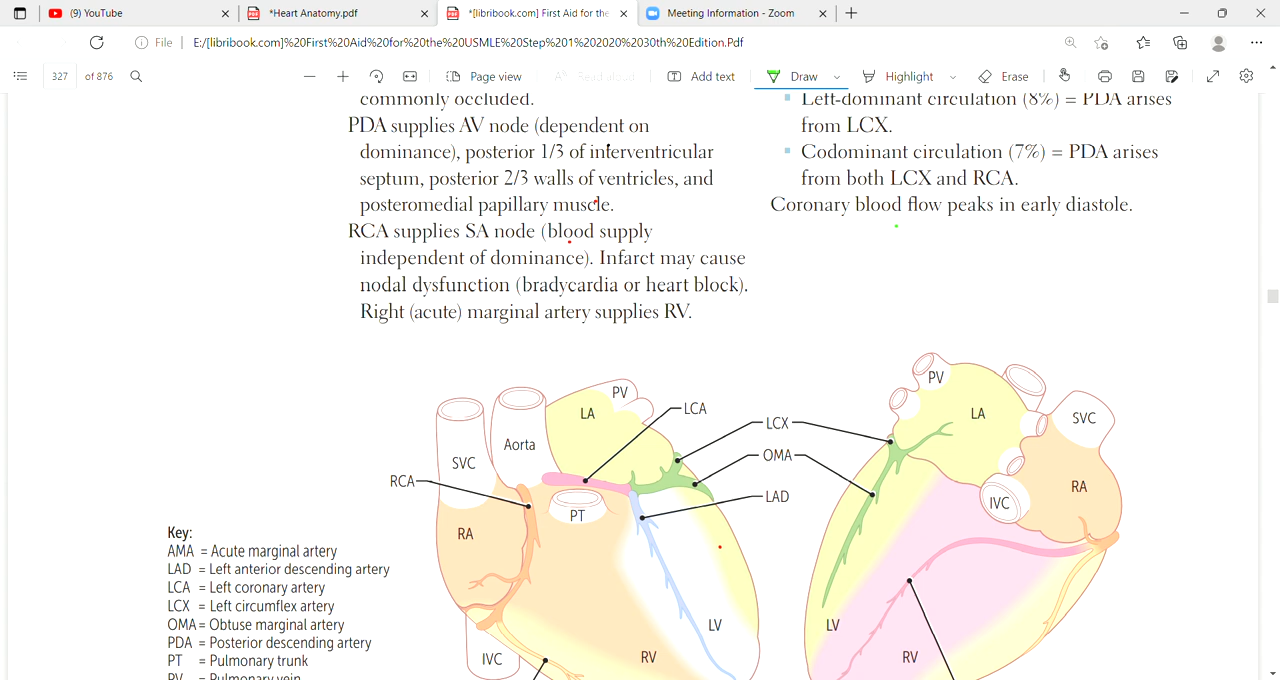 (9) YouTube
*Heart Anatomy.pdf
*[libribook.com] First Aid for the
Meeting Information - Zoom
File
E:/[libribook.com]%20First%20Aid%20for%20the%20USMLE%20Step%201%202020%2030th%20Edition.Pdf
327 of 876
Page view
Read aloud
Add text
Draw
Highlight
Erase
commonly occluded.
PDA supplies AV node (dependent on
dominance), posterior 1/3 of interventricular
septum, posterior 2/3 walls of ventricles, and
posteromedial papillary muscle.
RCA supplies SA node (blood supply
independent of dominance). Infarct may cause
nodal dysfunction (bradycardia or heart block).
Right (acute) marginal artery supplies RV.
Left-dominant circulation (8%) = PDA arises
from LCX.
Codominant circulation (7%) = PDA arises
from both LCX and RCA.
Coronary blood flow peaks in early diastole.
PV
LA
LCA
Aorta
SVC
RCA
PT
RA
LCX
OMA
LAD
LV
RV
IVC
PV
LA
SVC
IVC
RA
LV
RV
Key:
AMA = Acute marginal artery
LAD = Left anterior descending artery
LCA = Left coronary artery
LCX = Left circumflex artery
OMA = Obtuse marginal artery
PDA = Posterior descending artery
PT = Pulmonary trunk
PV = Pulmonary vein